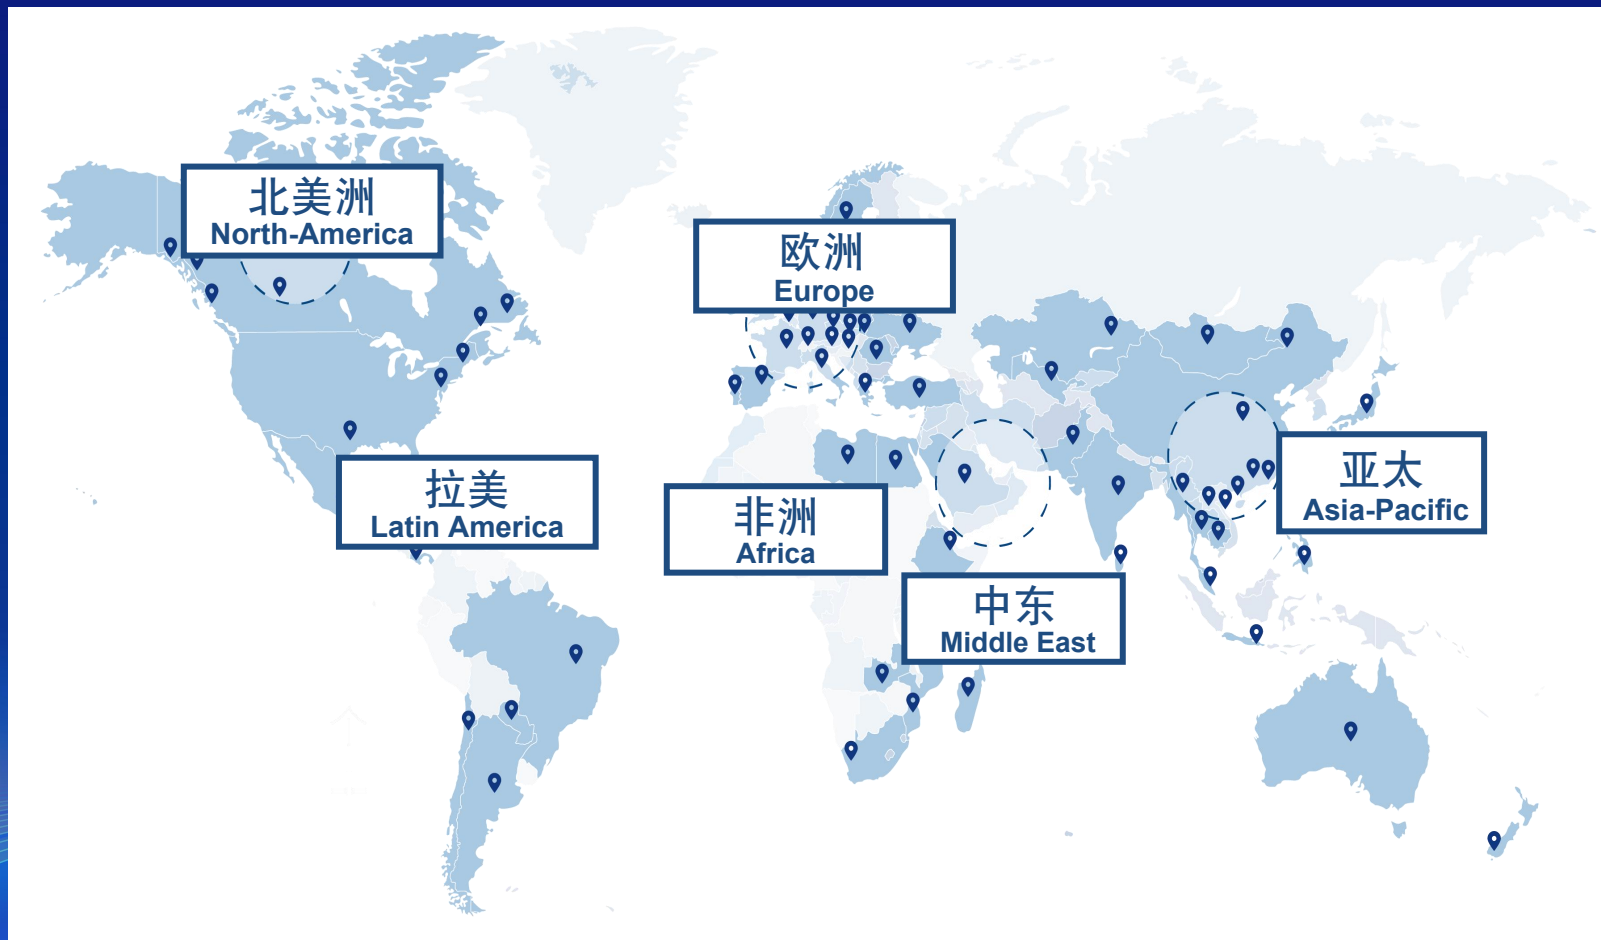 北美洲
North-America
欧洲
Europe
拉美
Latin America
非洲
Africa
亚太
Asia-Pacific
中东
Middle East